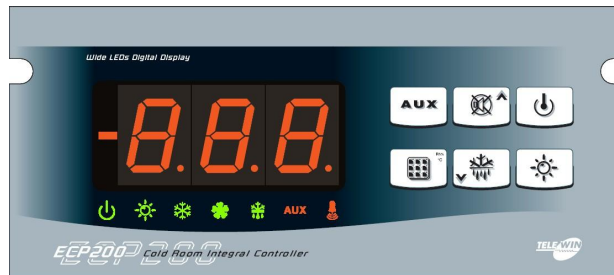 Wide LEDs Digital Display
-8.8.8.
AUX
AUX
ECP200 Cold Room Integral Controller
TELEWIN